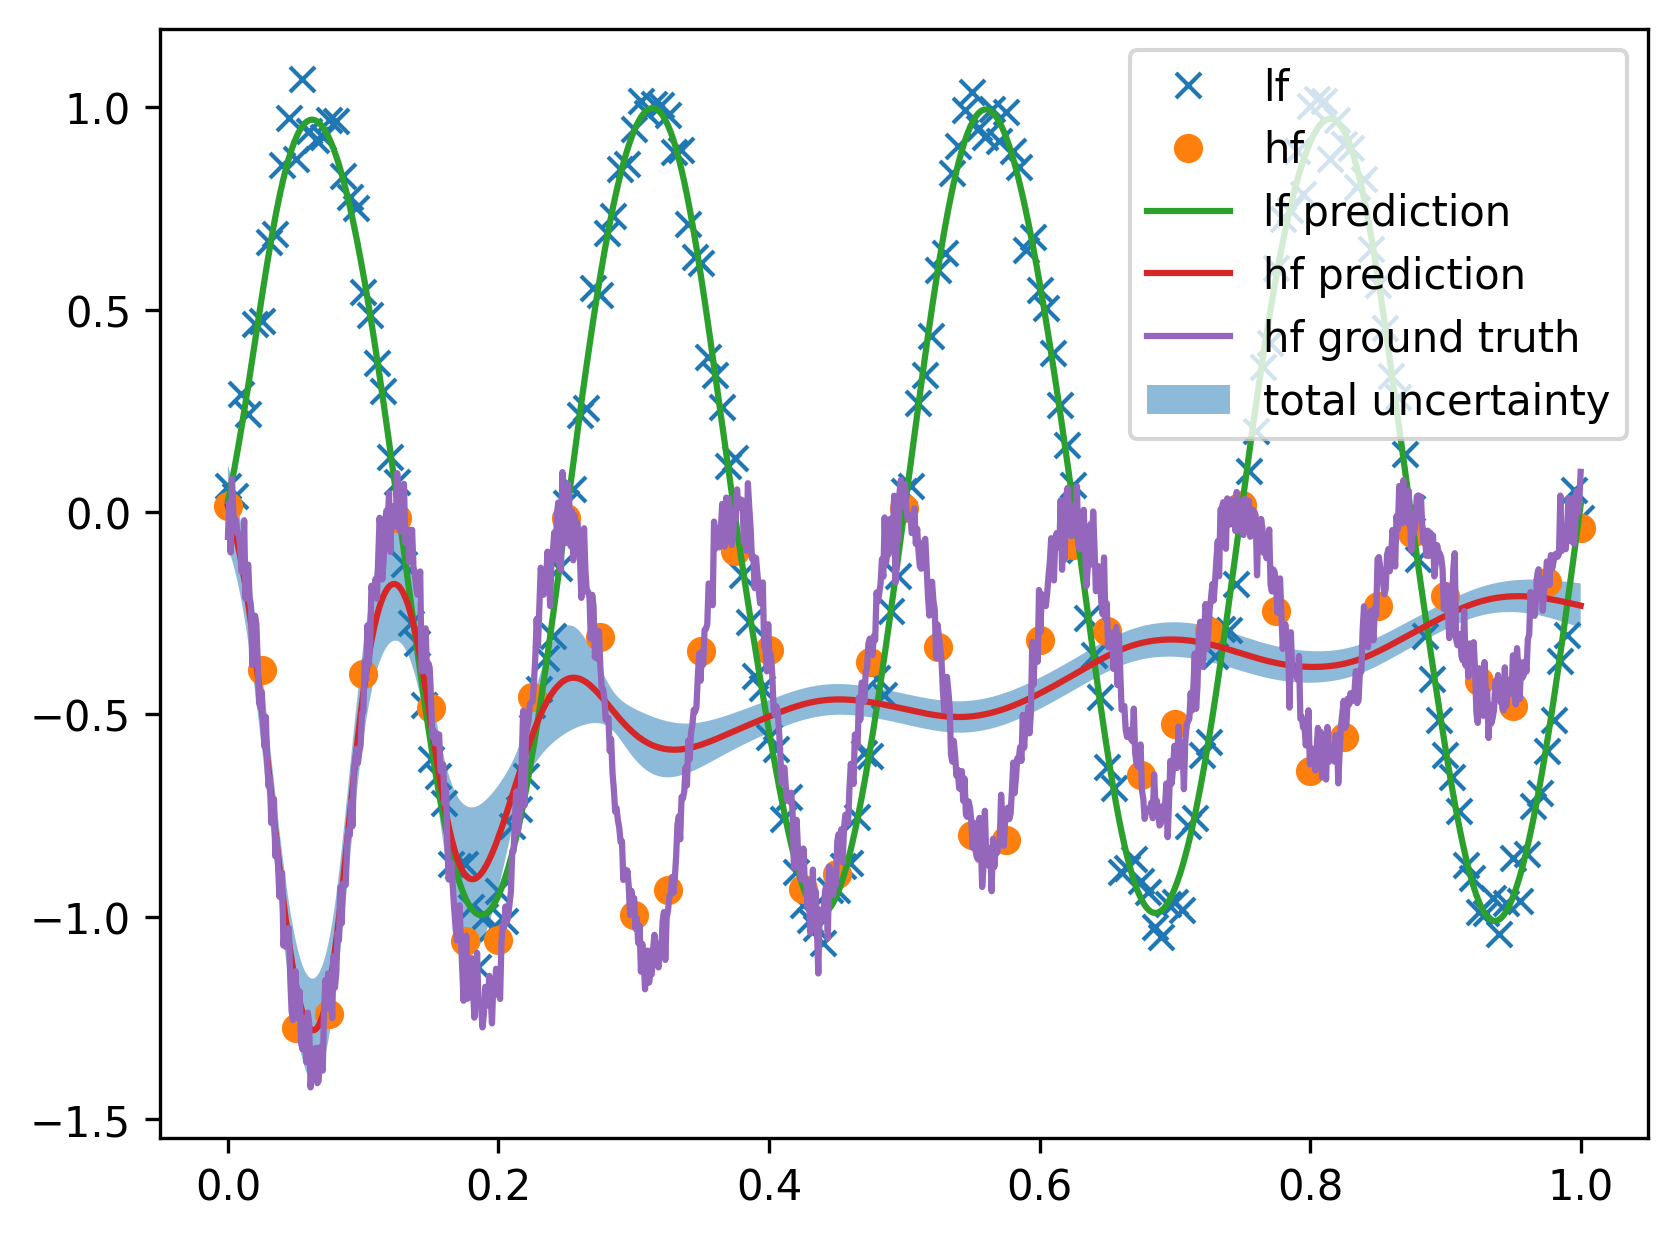 1.0
0.5
0.0
−0.5
−1.0
−1.5
lf
hf
lf prediction
hf prediction
hf ground truth
total uncertainty
0.0 0.2 0.4 0.6 0.8 1.0